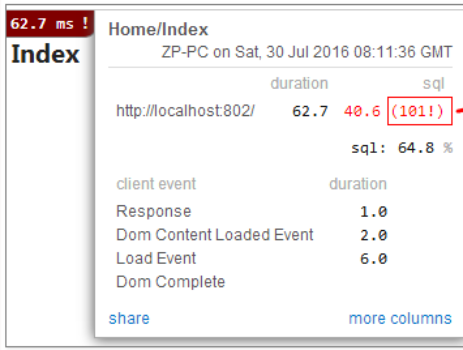 62.7 ms !
Index
Home/Index
ZP-PC on Sat, 30 Jul 2016 08:11:36 GMT
duration sql
http://localhost:802/ 62.7 40.6 (101!)
sql: 64.8 %
client event duration
Response 1.0
Dom Content Loaded Event 2.0
Load Event 6.0
Dom Complete
share more columns